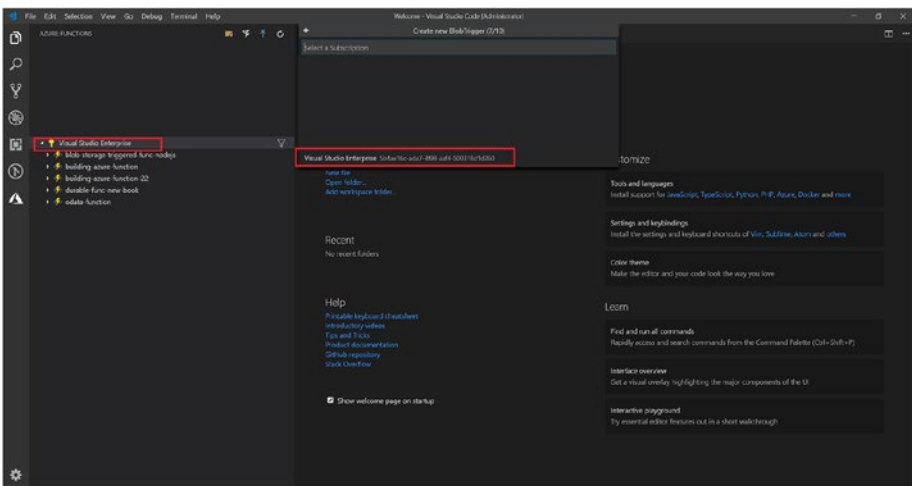 File Edit Selection View Go Debug Terminal Help
Welcome - Visual Studio Code [Administrator]
AZURE: FUNCTIONS
Create new BlobTrigger (7/10)
Select a Subscription
Visual Studio Enterprise
Visual Studio Enterprise
blob-storage-triggered-func-nodejs
building-azure-function
building-azure-function-22
durable-func-new-book
odata-function
New file
Open folder...
Add workspace folder...
Recent
No recent folders
Help
Printable keyboard cheatsheet
Introductory videos
Tips and Tricks
Product documentation
GitHub repository
Stack Overflow
Show welcome page on startup
Customize
Tools and languages
Install support for JavaScript, TypeScript, Python, PHP, Azure, Docker and more
Settings and keybindings
Install the settings and keyboard shortcuts of Vim, Sublime, Atom and others
Color theme
Make the editor and your code look the way you love
Learn
Find and run all commands
Rapidly access and search commands from the Command Palette (Ctrl+Shift+P)
Interface overview
Get a visual overlay highlighting the major components of the UI
Interactive playground
Try essential editor features out in a short walkthrough